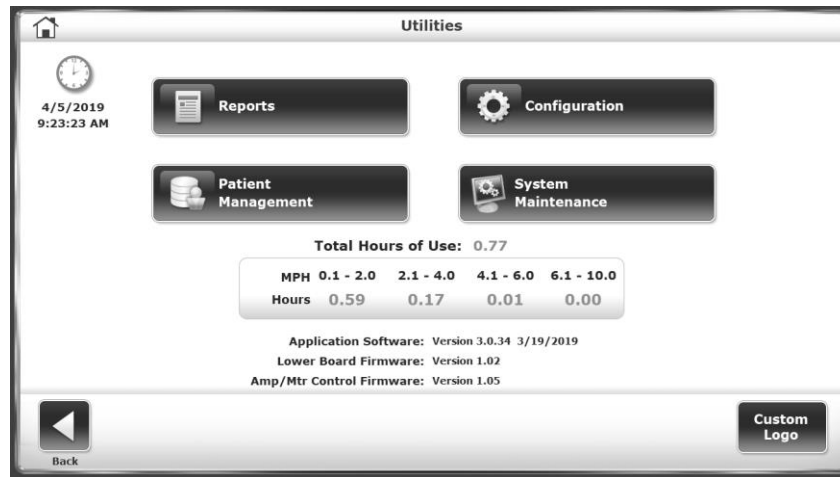 Utilities
4/5/2019
9:23:23 AM
Reports
Configuration
Patient
Management
System
Maintenance
Total Hours of Use: 0.77
MPH 0.1 - 2.0 2.1 - 4.0 4.1 - 6.0 6.1 - 10.0
Hours 0.59 0.17 0.01 0.00
Application Software: Version 3.0.34 3/19/2019
Lower Board Firmware: Version 1.02
Amp/Mtr Control Firmware: Version 1.05
Back
Custom
Logo